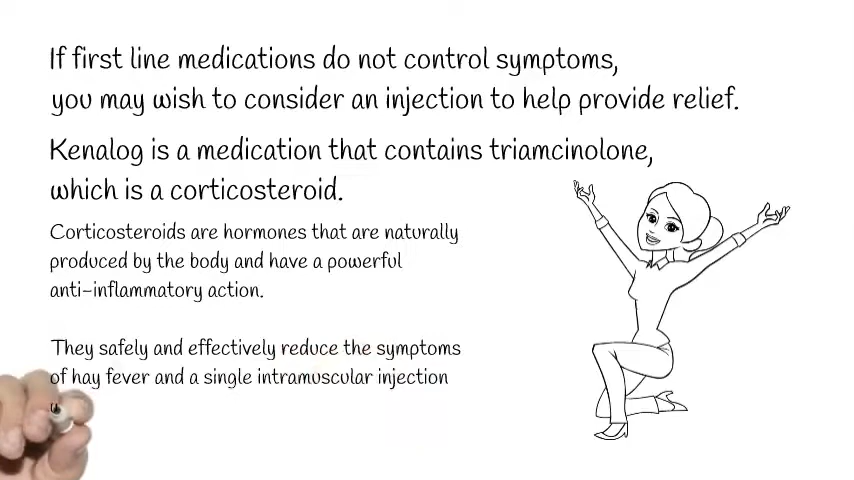 If first line medications do not control symptoms,
you may wish to consider an injection to help provide relief.
Kenalog is a medication that contains triamcinolone,
which is a corticosteroid.
Corticosteroids are hormones that are naturally
produced by the body and have a powerful
anti-inflammatory action.
They safely and effectively reduce the symptoms
of hay fever and a single intramuscular injection